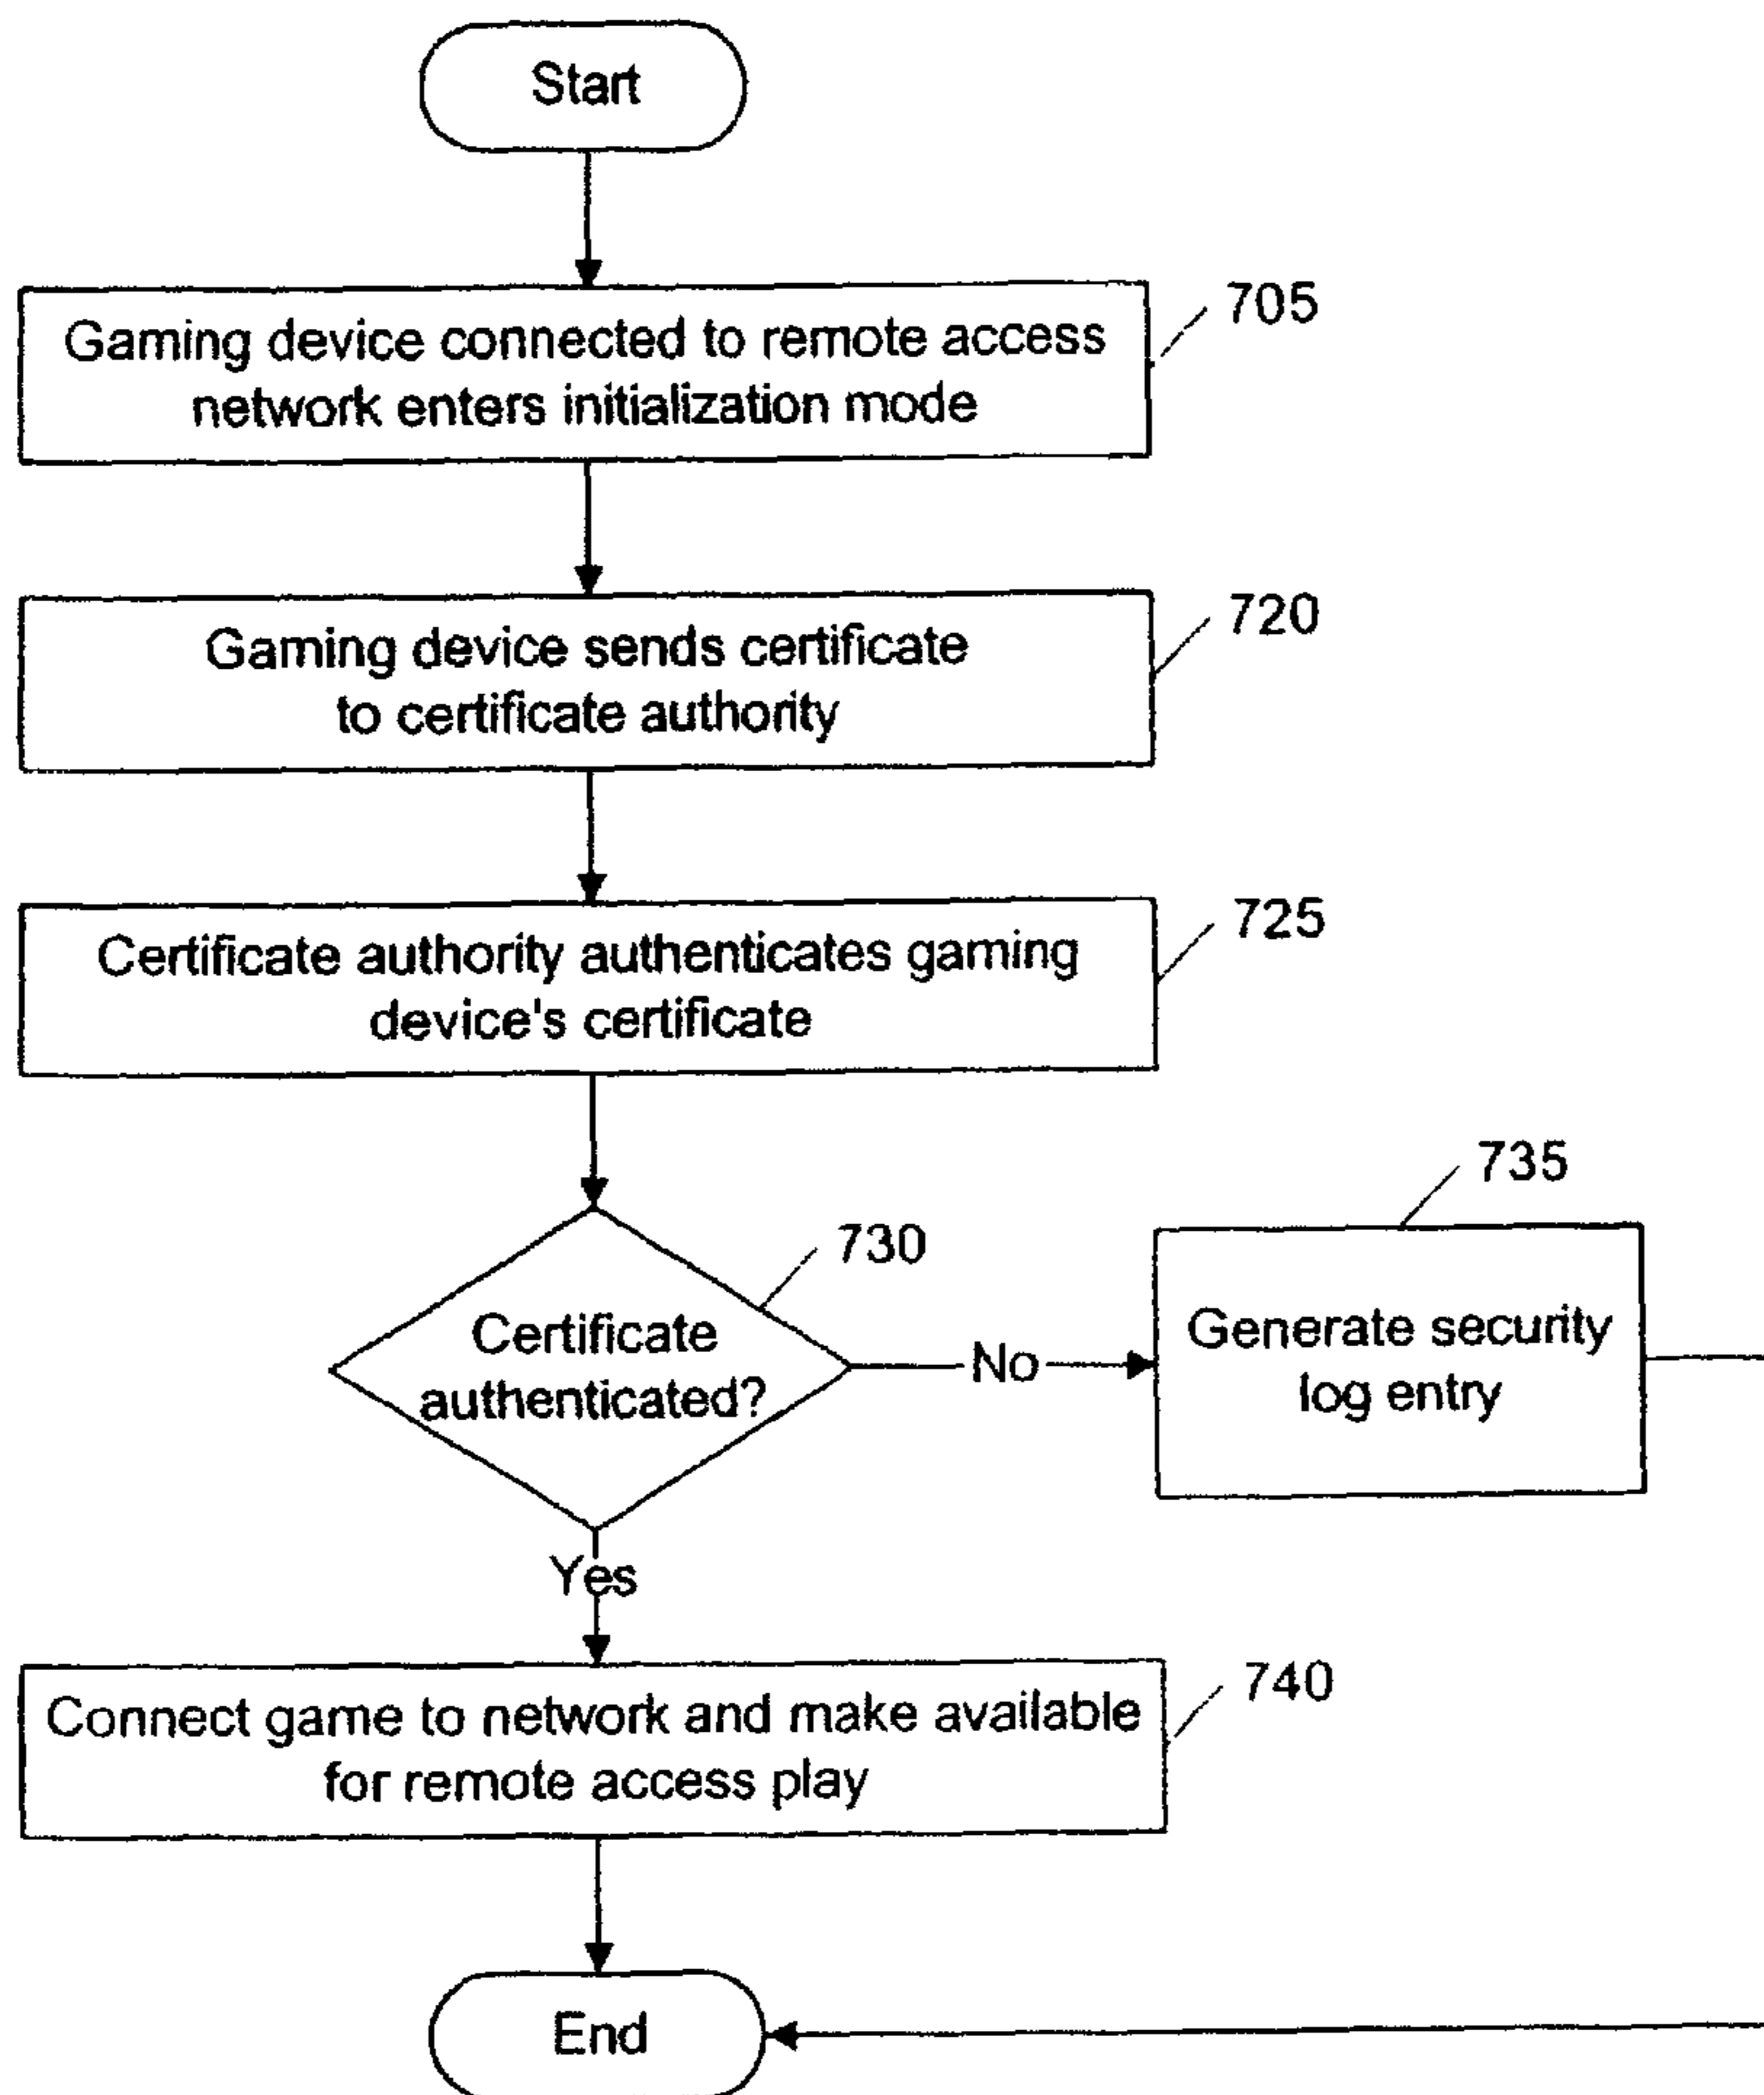 Start
Gaming device connected to remote access
network enters initialization mode
705
Gaming device sends certificate
to certificate authority
720
Certificate authority authenticates gaming
device's certificate
725
Certificate
authenticated?
730
No
Generate security
log entry
735
Yes
Connect game to network and make available
for remote access play
740
End